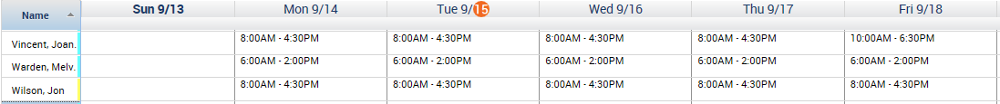 Name Sun 9/13 Mon 9/14 Tue 9/15 Wed 9/16 Thu 9/17 Fri 9/18
Vincent, Joan. 8:00AM - 4:30PM 8:00AM - 4:30PM 8:00AM - 4:30PM 8:00AM - 4:30PM 10:00AM - 6:30PM
Warden, Melv. 6:00AM - 2:00PM 6:00AM - 2:00PM 6:00AM - 2:00PM 6:00AM - 2:00PM 6:00AM - 2:00PM
Wilson, Jon 8:00AM - 4:30PM 8:00AM - 4:30PM 8:00AM - 4:30PM 8:00AM - 4:30PM 8:00AM - 4:30PM